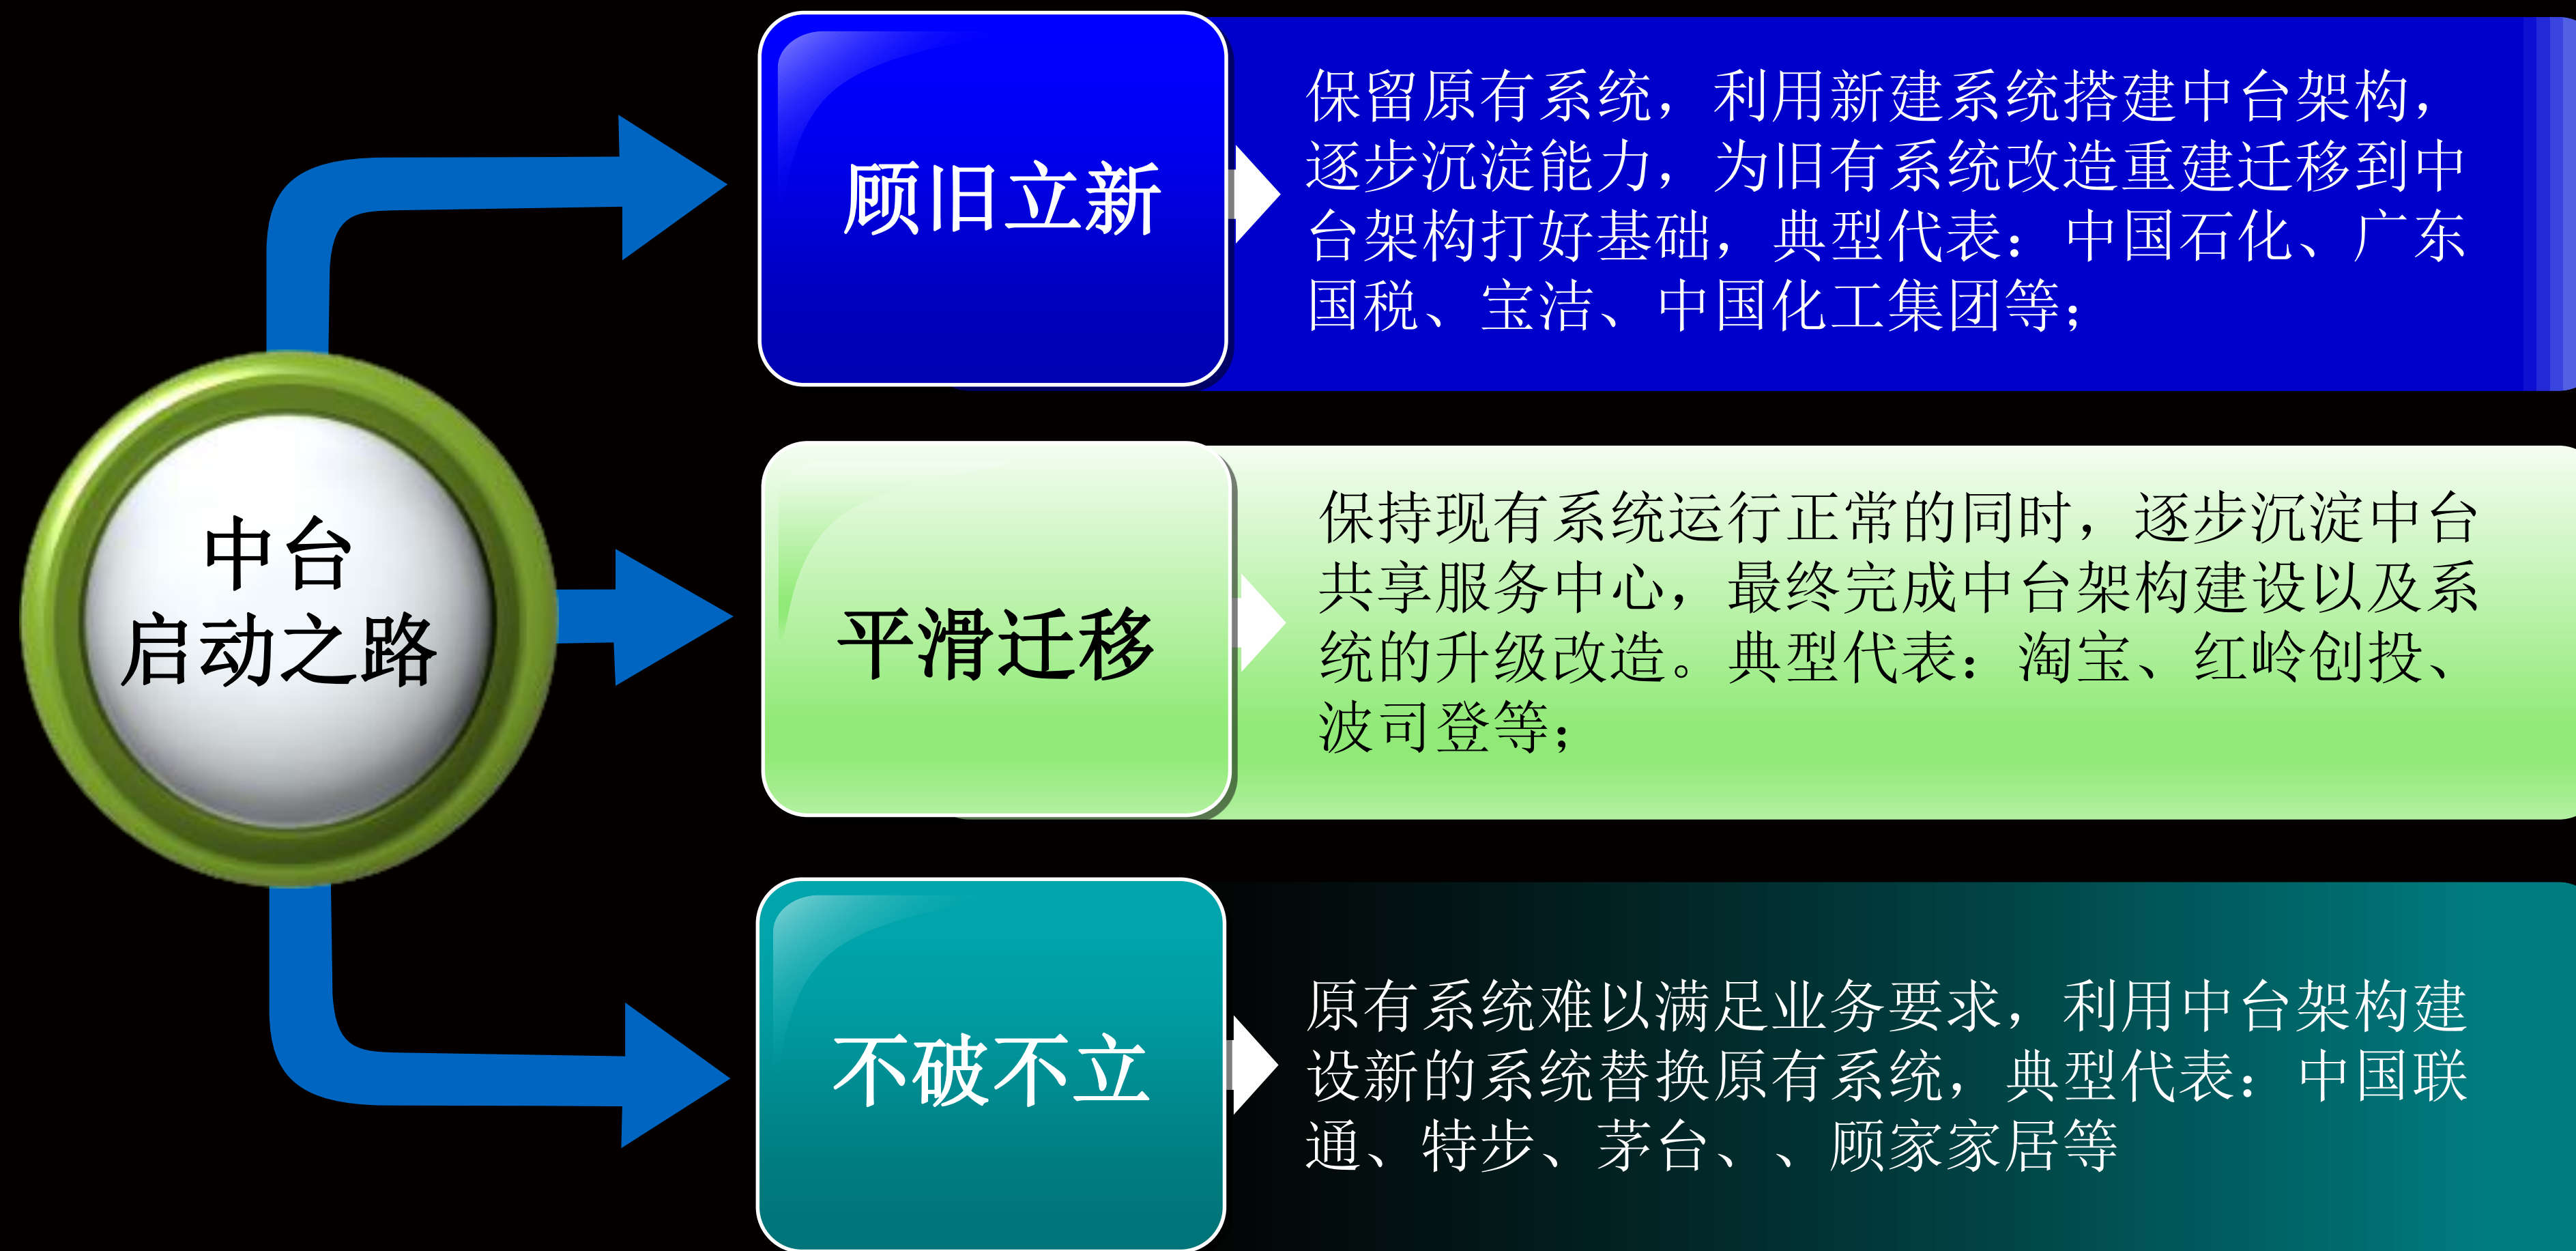 中台
启动之路
顾旧立新
保留原有系统，利用新建系统搭建中台架构，
逐步沉淀能力，为旧有系统改造重建迁移到中
台架构打好基础，典型代表：中国石化、广东
国税、宝洁、中国化工集团等；
平滑迁移
保持现有系统运行正常的同时，逐步沉淀中台
共享服务中心，最终完成中台架构建设以及系
统的升级改造。典型代表：淘宝、红岭创投、
波司登等；
不破不立
原有系统难以满足业务要求，利用中台架构建
设新的系统替换原有系统，典型代表：中国联
通、特步、茅台、、顾家家居等